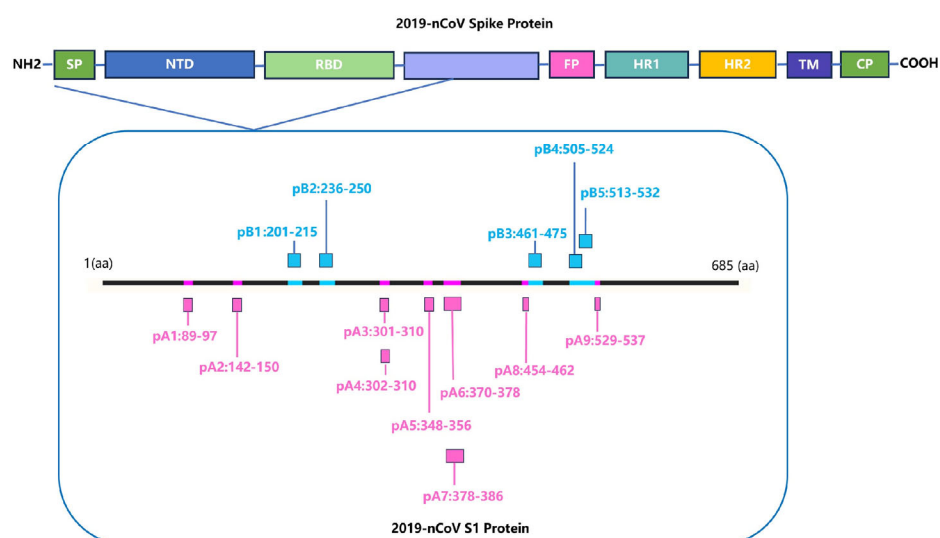 2019-nCoV Spike Protein
NH2 SP NTD RBD FP HR1 HR2 TM CP COOH
pB4:505-524
pB2:236-250
pB5:513-532
pB1:201-215
pB3:461-475
1(aa)
685 (aa)
pA1:89-97
pA3:301-310
pA9:529-537
pA2:142-150
pA8:454-462
pA4:302-310
pA6:370-378
pA5:348-356
pA7:378-386
2019-nCoV S1 Protein